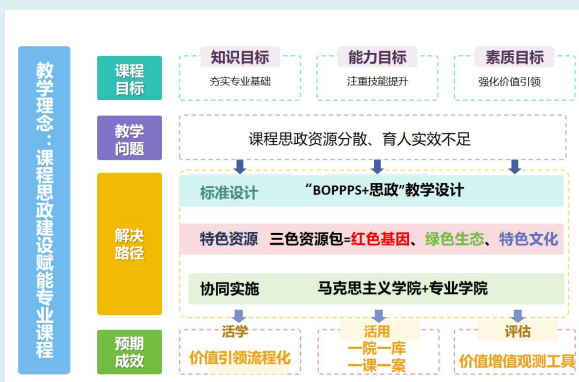 教学理念：课程思政建设赋能专业课程
课程
目标
知识目标
夯实专业基础
能力目标
注重技能提升
素质目标
强化价值引领
教学
问题
课程思政资源分散、育人实效不足
解决
路径
标准设计 “BOPPPS+思政”教学设计
特色资源 三色资源包=红色基因、绿色生态、特色文化
协同实施 马克思主义学院+专业学院
预期
成效
活学
价值引领流程化
活用
一院一库
一课一案
评估
价值增值观测工具